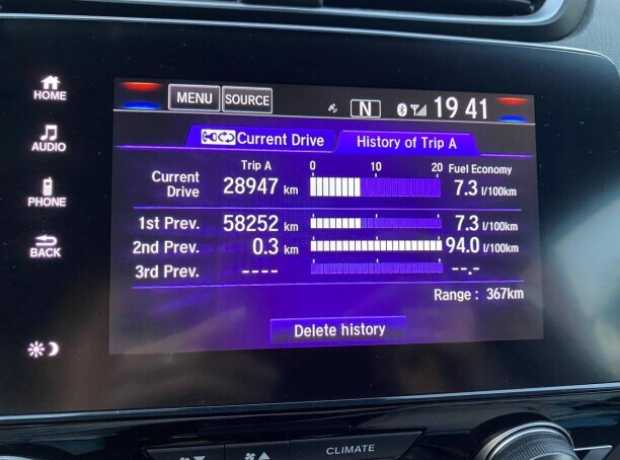 HOME
AUDIO
PHONE
BACK
MENU SOURCE N 19 41
Current Drive History of Trip A
Trip A 0 10 20 Fuel Economy
Current Drive 28947 km 7.3 l/100km
1st Prev. 58252 km 7.3 l/100km
2nd Prev. 0.3 km 94.0 l/100km
3rd Prev. ---- --.-
Range : 367km
Delete history
CLIMATE